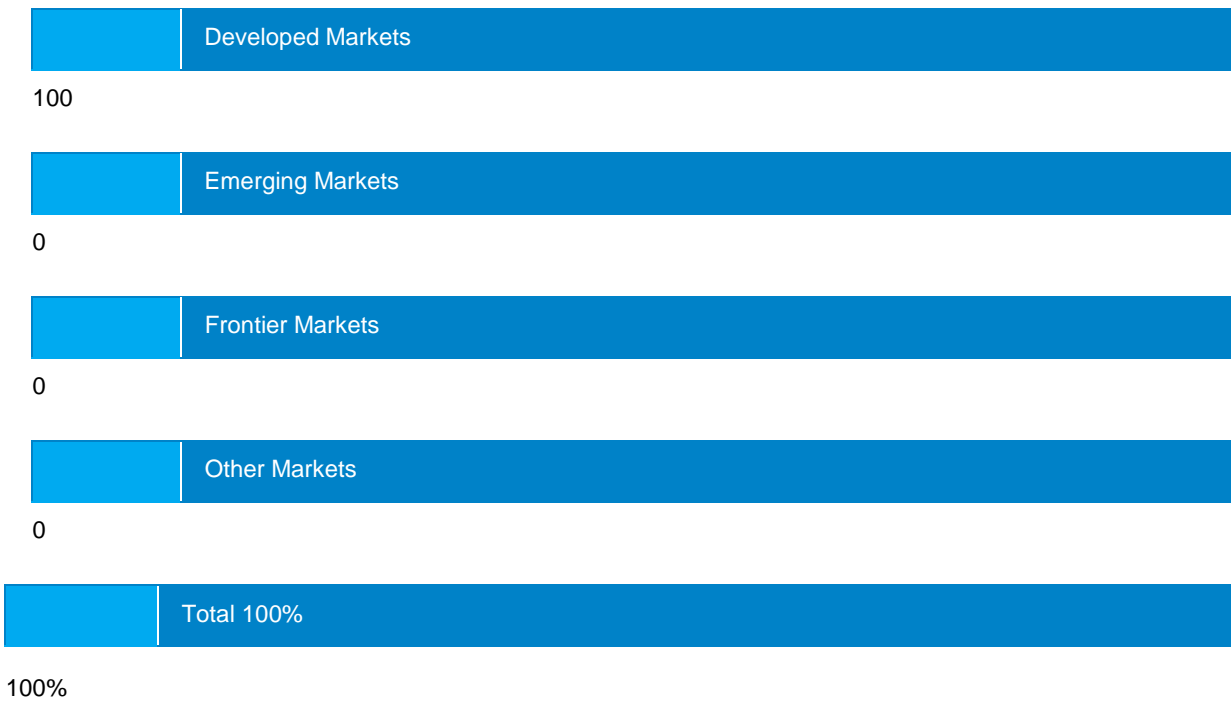 Developed Markets
100
Emerging Markets
0
Frontier Markets
0
Other Markets
0
Total 100%
100%